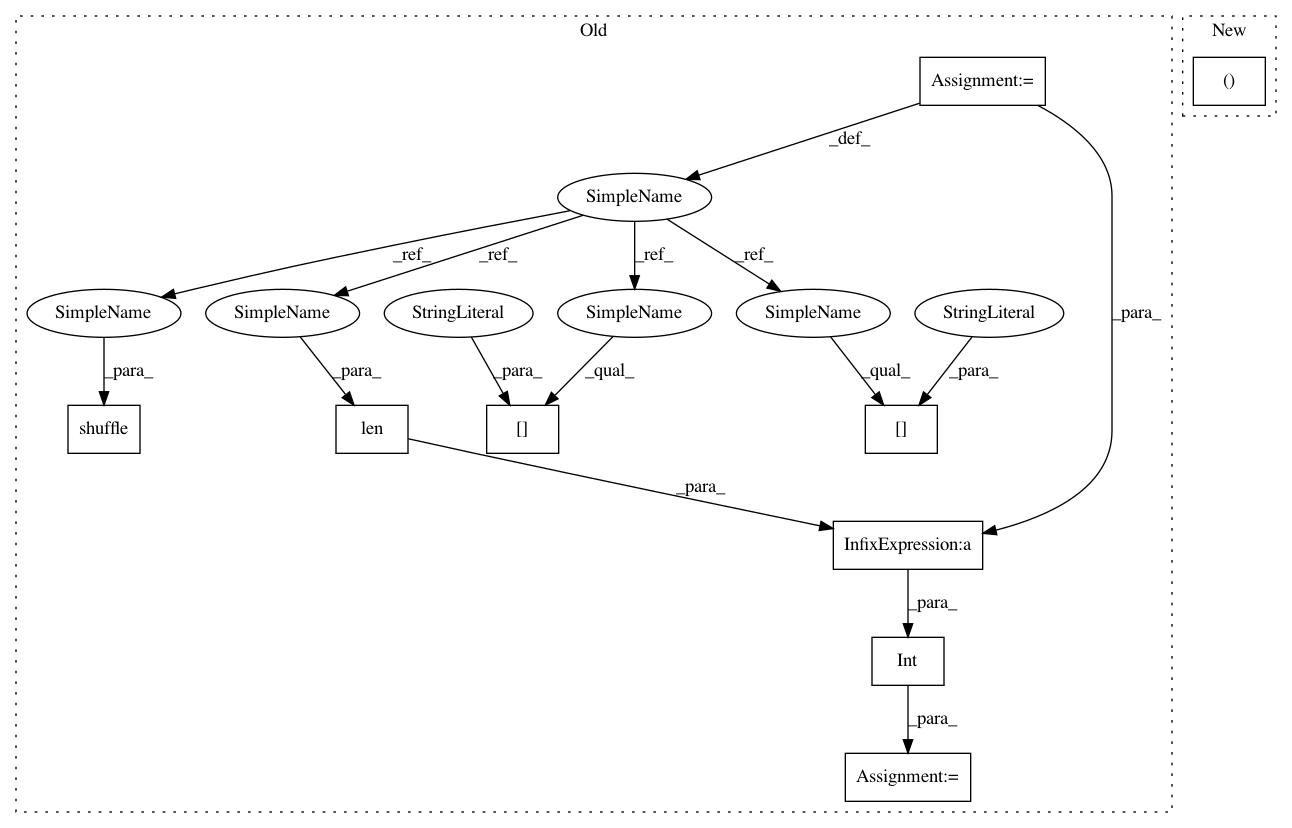 Old
New
Assignment:=
()
_def_
SimpleName
_ref_
_ref_
_ref_
_ref_
SimpleName
SimpleName
StringLiteral
SimpleName
SimpleName
StringLiteral
_para_
_para_
_para_
_para_
_qual_
_qual_
_para_
shuffle
len
[]
[]
_para_
InfixExpression:a
_para_
Int
_para_
Assignment:=